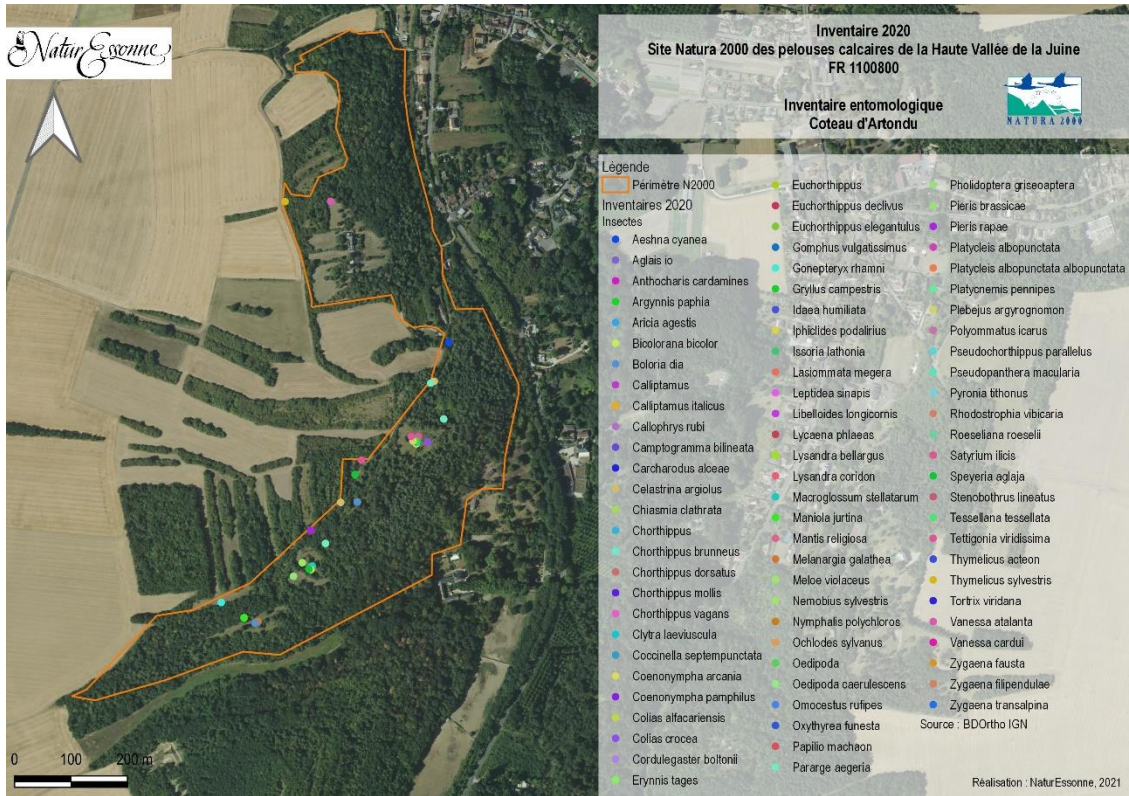 NaturEssonne
Inventaire 2020
Site Natura 2000 des pelouses calcaires de la Haute Vallée de la Juine
FR 1100800
Inventaire entomologique
Coteau d'Artondu
NATURA 2000
Légende
Périmètre N2000
Inventaires 2020
Insectes
Aeshna cyanea
Aglais io
Anthocharis cardamines
Argynnis paphia
Aricia agestis
Bicolorana bicolor
Boloria dia
Calliptamus
Calliptamus italicus
Callophrys rubi
Camptogramma bilineata
Carcharodus alceae
Celastrina argiolus
Chiasmia clathrata
Chorthippus
Chorthippus brunneus
Chorthippus dorsatus
Chorthippus mollis
Chorthippus vagans
Clytra laeviuscula
Coccinella septempunctata
Coenonympha arcania
Coenonympha pamphilus
Colias alfacariensis
Colias crocea
Cordulegaster boltonii
Erynnis tages
Euchorthippus
Euchorthippus declivus
Euchorthippus elegantulus
Gomphus vulgatissimus
Gonepteryx rhamni
Gryllus campestris
Idaea humiliata
Iphiclides podalirius
Issoria lathonia
Lasiommata megera
Leptidea sinapis
Libelloides longicornis
Lycaena phlaeas
Lysandra bellargus
Lysandra coridon
Macroglossum stellatarum
Maniola jurtina
Mantis religiosa
Melanargia galathea
Meloe violaceus
Nemobius sylvestris
Nymphalis polychloros
Ochlodes sylvanus
Oedipoda
Oedipoda caerulescens
Omocestus rufipes
Oxythyrea funesta
Papilio machaon
Pararge aegeria
Pholidoptera griseoaptera
Pieris brassicae
Pieris rapae
Platycleis albopunctata
Platycleis albopunctata albopunctata
Platycnemis pennipes
Plebejus argyrognomon
Polyommatus icarus
Pseudochorthippus parallelus
Pseudopanthera macularia
Pyronia tithonus
Rhodostrophia vibicaria
Roeseliana roeselii
Satyrium ilicis
Speyeria aglaja
Stenobothrus lineatus
Tessellana tessellata
Tettigonia viridissima
Thymelicus acteon
Thymelicus sylvestris
Tortrix viridana
Vanessa atalanta
Vanessa cardui
Zygaena fausta
Zygaena filipendulae
Zygaena transalpina
Source : BDOrtho IGN
0 100 200 m
Réalisation : NaturEssonne, 2021